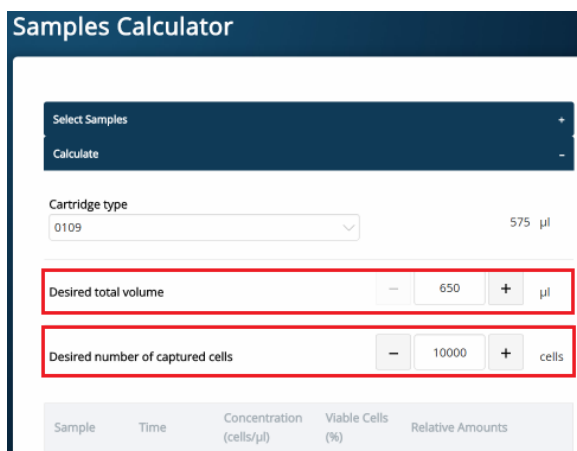 Samples Calculator
Select Samples +
Calculate –
Cartridge type
0109 575 µl
Desired total volume – 650 + µl
Desired number of captured cells – 10000 + cells
Sample Time Concentration (cells/µl) Viable Cells (%) Relative Amounts